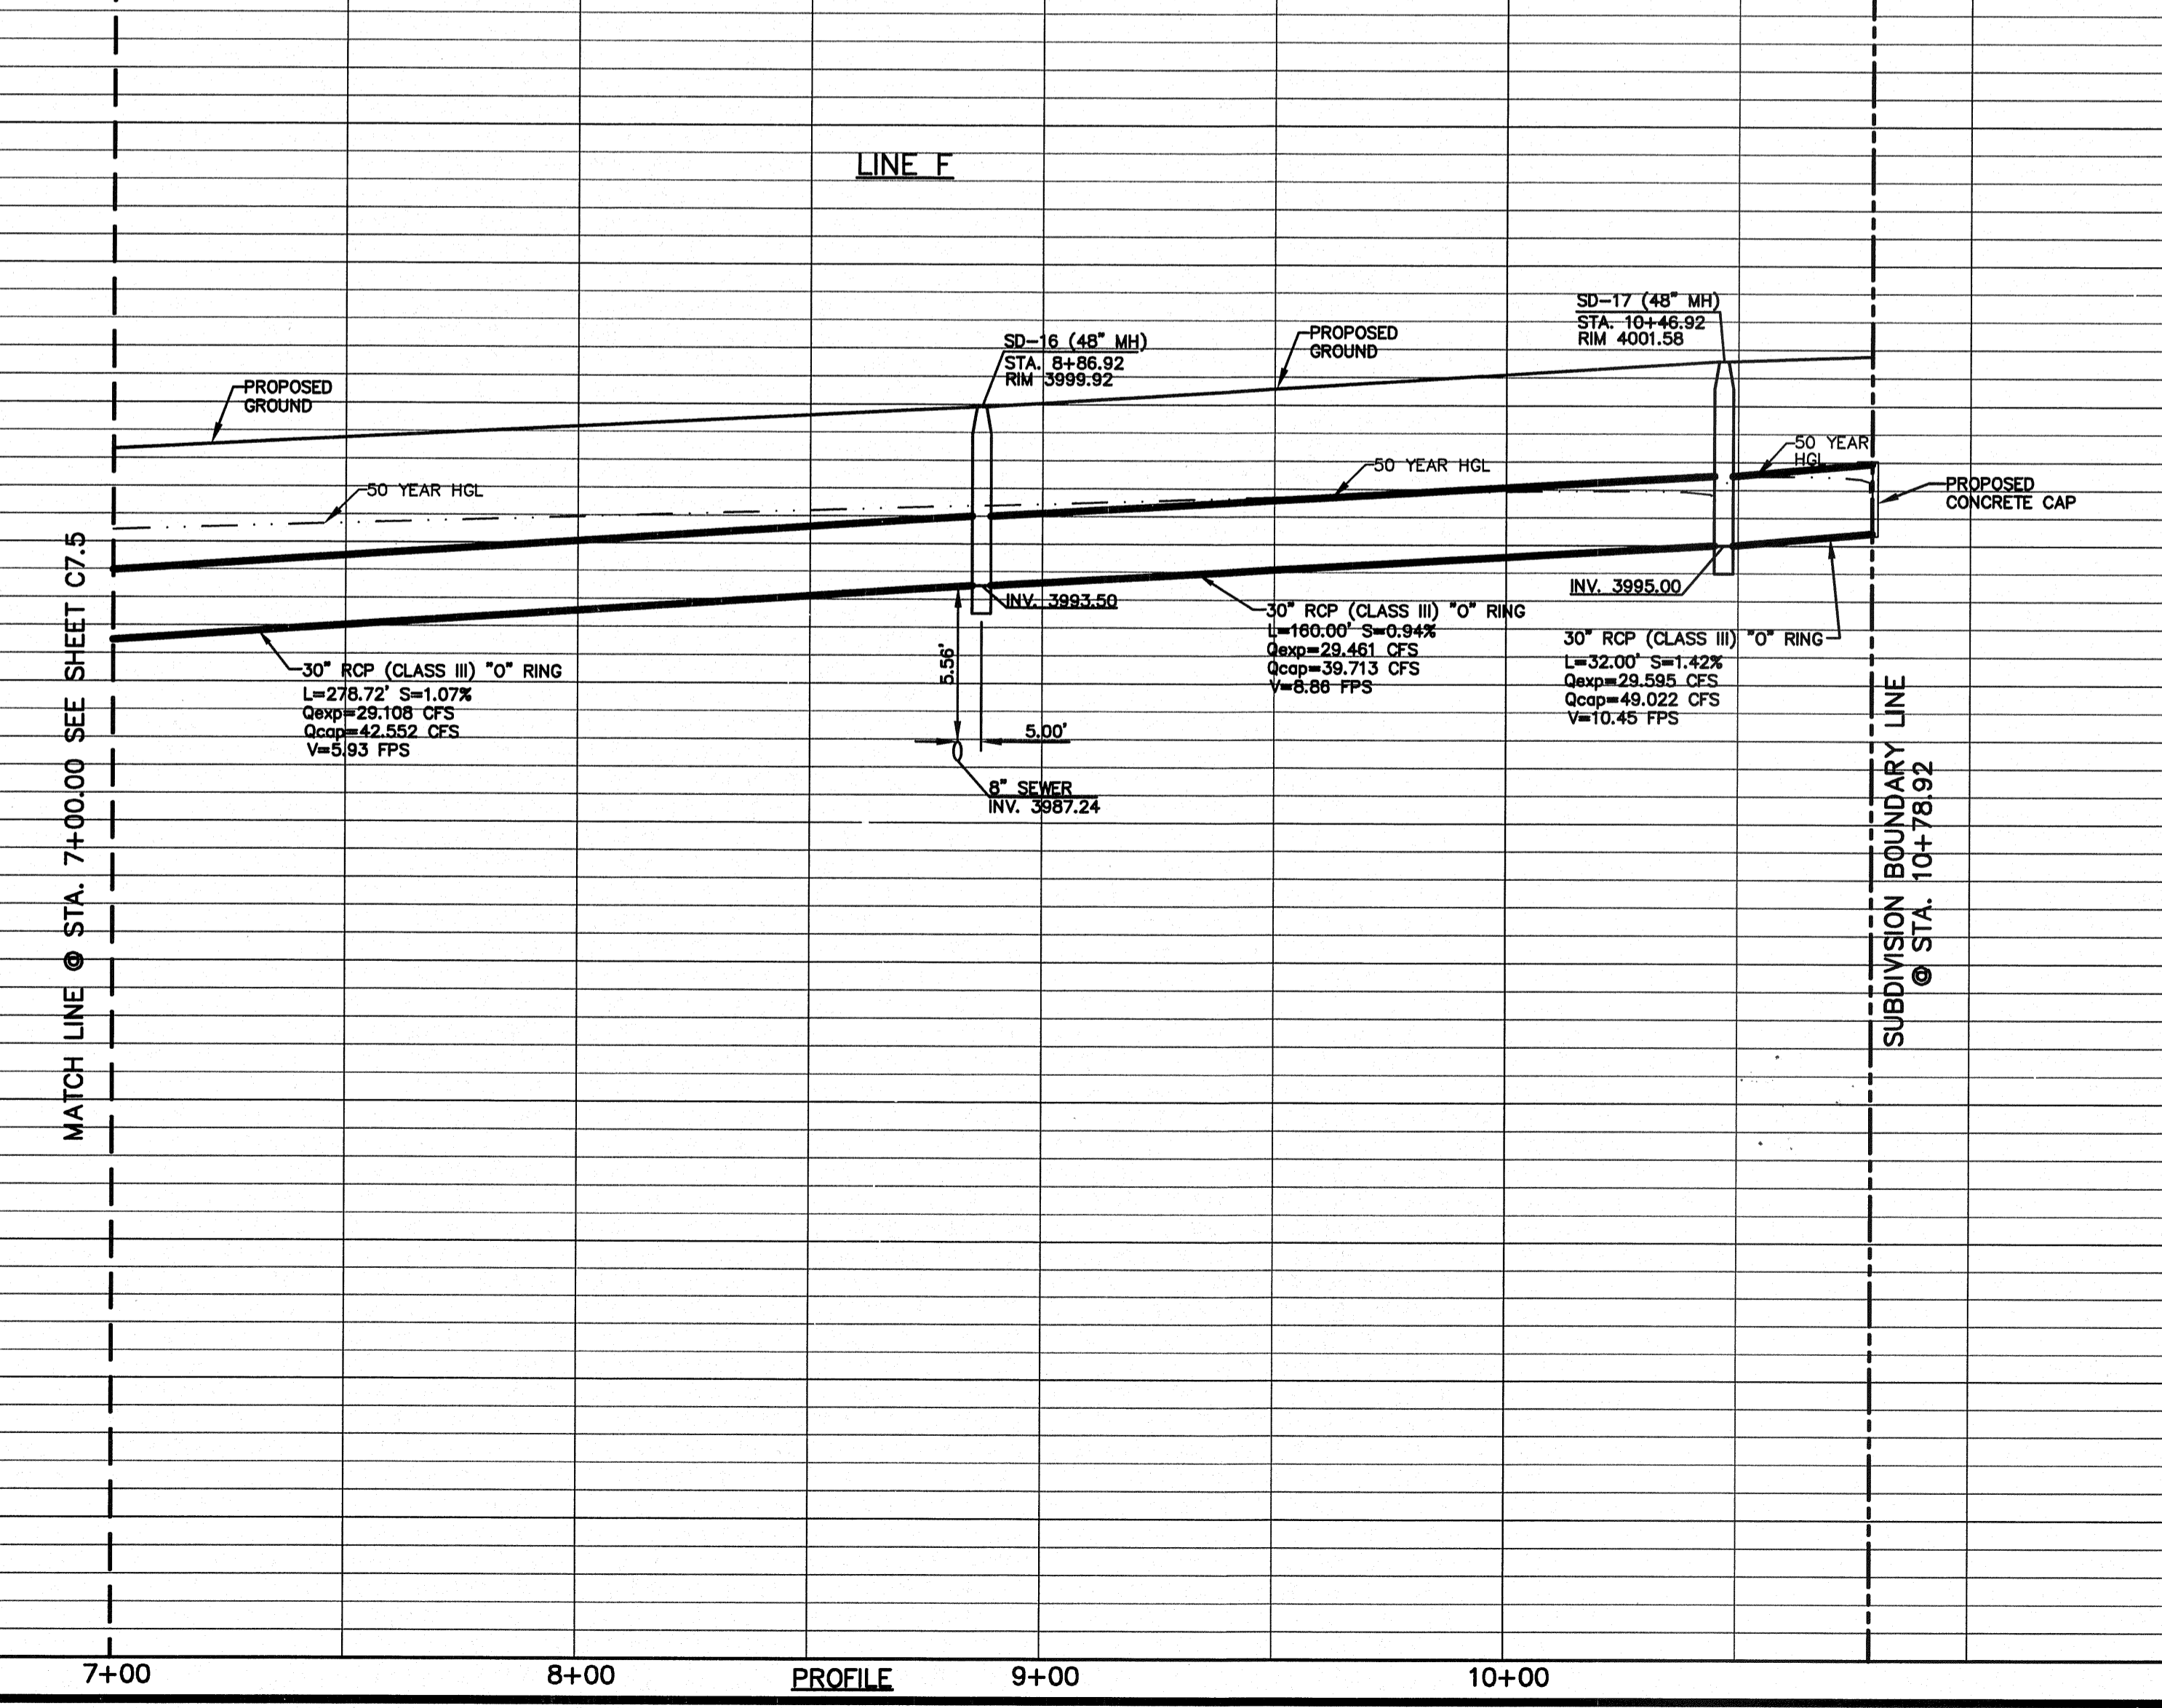 LINE F
SD-17 (48" MH)
STA. 10+46.92
RIM 4001.58
SD-16 (48" MH)
STA. 8+86.92
RIM 3999.92
PROPOSED
GROUND
PROPOSED
GROUND
50 YEAR HGL
50 YEAR HGL
50 YEAR
HGL
PROPOSED
CONCRETE CAP
INV. 3993.50
INV. 3995.00
30" RCP (CLASS III) "O" RING
L=278.72' S=1.07%
Qexp=29.108 CFS
Qcap=42.552 CFS
V=5.93 FPS
30" RCP (CLASS III) "O" RING
L=160.00' S=0.94%
Qexp=29.461 CFS
Qcap=39.713 CFS
V=8.86 FPS
30" RCP (CLASS III) "O" RING
L=32.00' S=1.42%
Qexp=29.595 CFS
Qcap=49.022 CFS
V=10.45 FPS
5.56'
5.00'
8" SEWER
INV. 3987.24
MATCH LINE @ STA. 7+00.00 SEE SHEET C7.5
SUBDIVISION BOUNDARY LINE
@ STA. 10+78.92
7+00
8+00
PROFILE
9+00
10+00